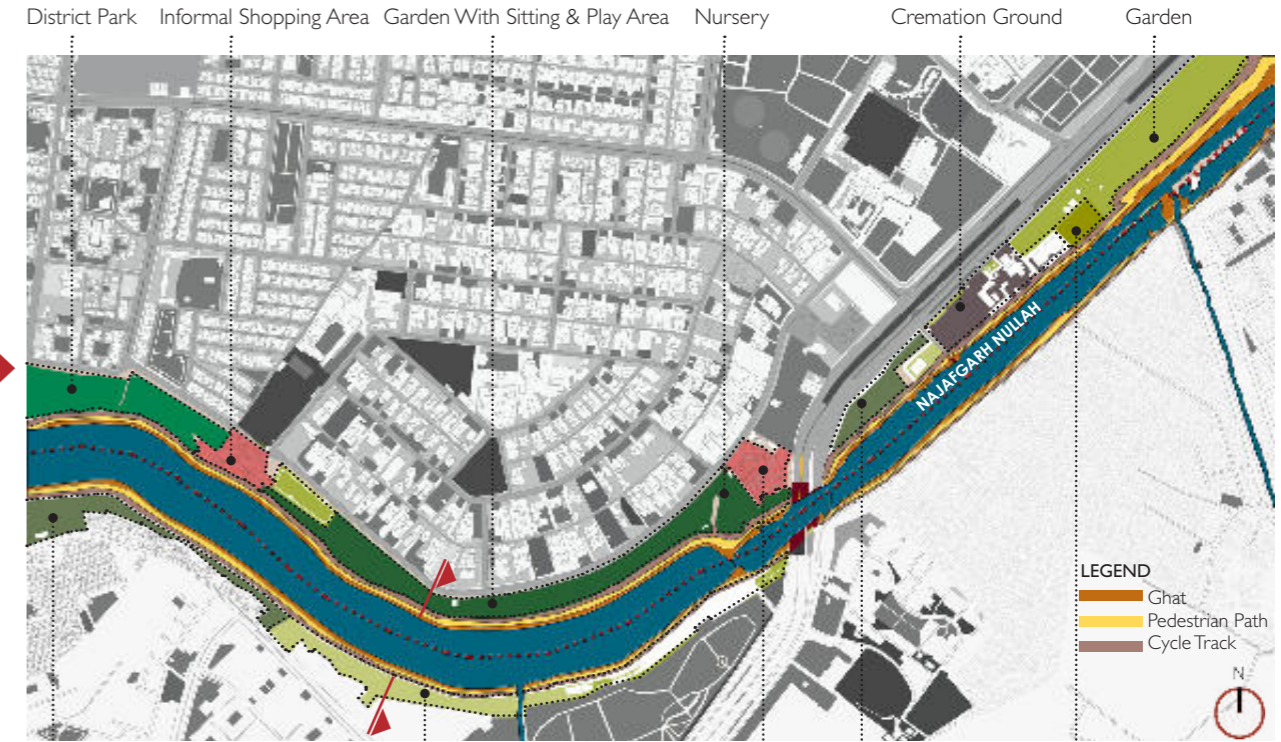 District Park
Informal Shopping Area
Garden With Sitting & Play Area
Nursery
Cremation Ground
Garden
NAJAFGARH NULLAH
LEGEND
Ghat
Pedestrian Path
Cycle Track
N